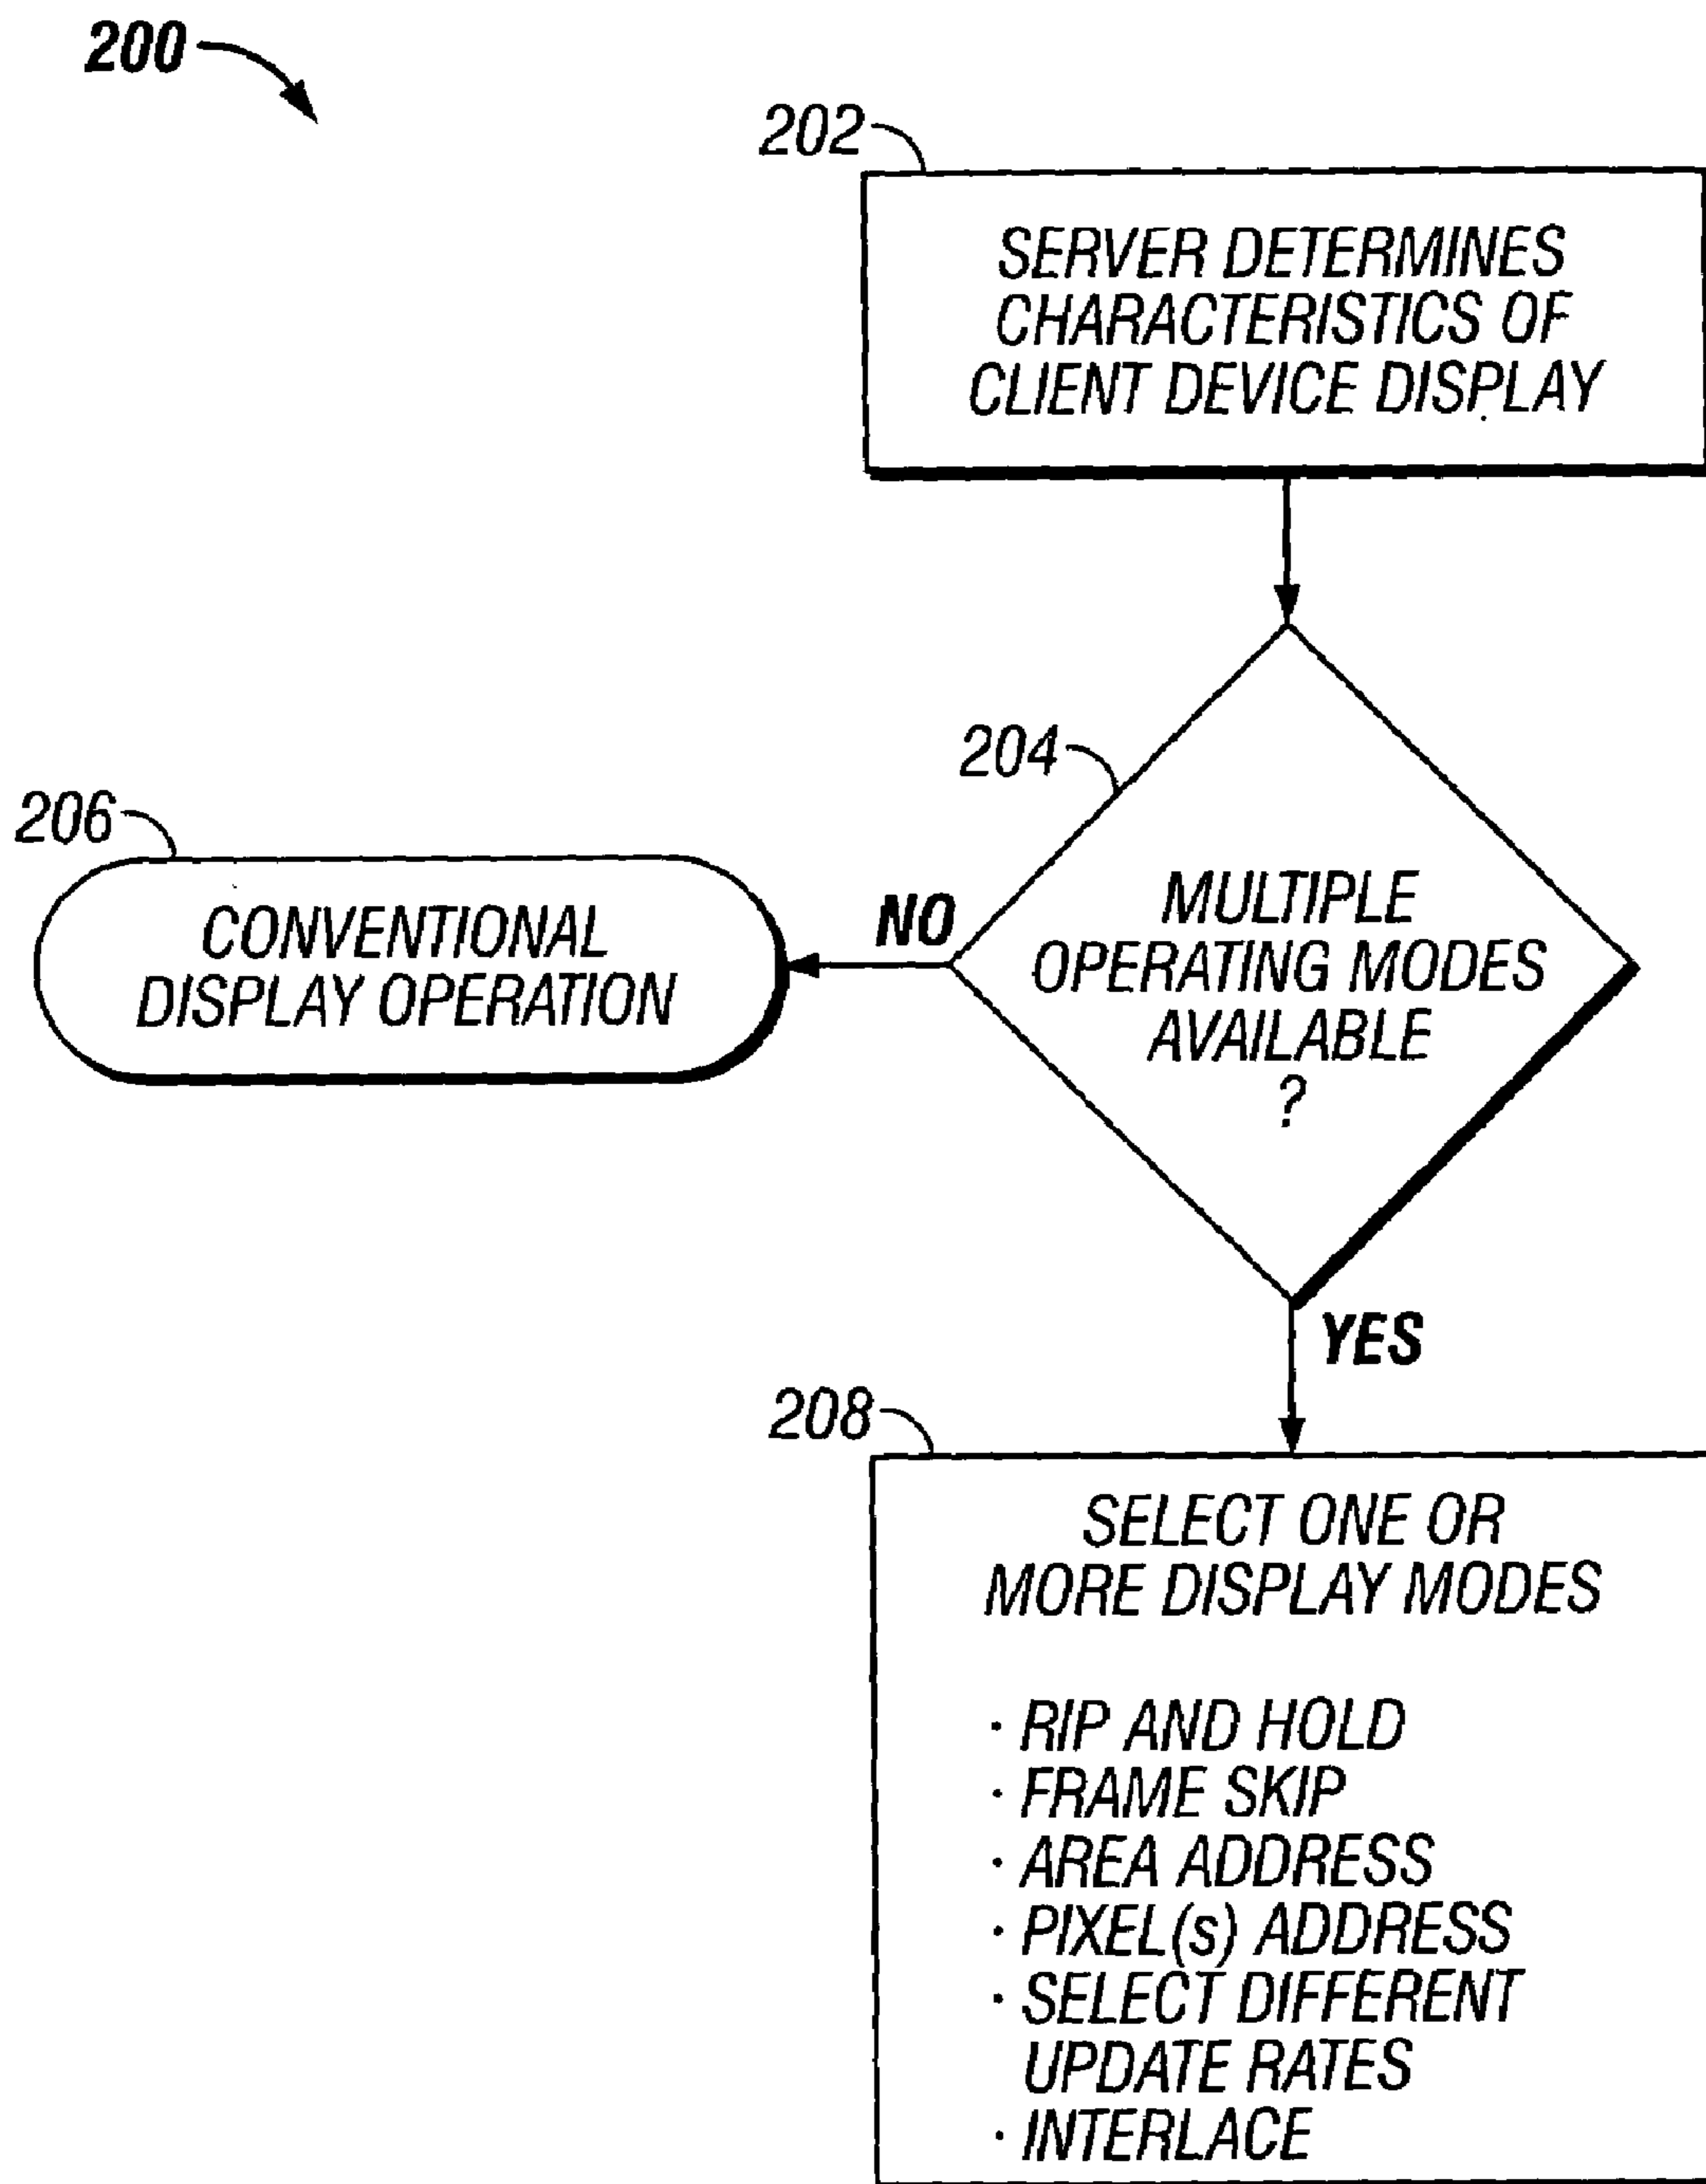 200
202
SERVER DETERMINES
CHARACTERISTICS OF
CLIENT DEVICE DISPLAY
204
MULTIPLE
OPERATING MODES
AVAILABLE
?
NO
206
CONVENTIONAL
DISPLAY OPERATION
YES
208
SELECT ONE OR
MORE DISPLAY MODES
· RIP AND HOLD
· FRAME SKIP
· AREA ADDRESS
· PIXEL(s) ADDRESS
· SELECT DIFFERENT
UPDATE RATES
· INTERLACE